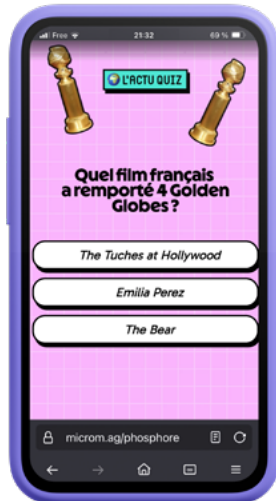 Free
21:32
69 %
L'ACTU QUIZ
Quel film français
a remporté 4 Golden
Globes ?
The Tuches at Hollywood
Emilia Perez
The Bear
microm.ag/phosphore